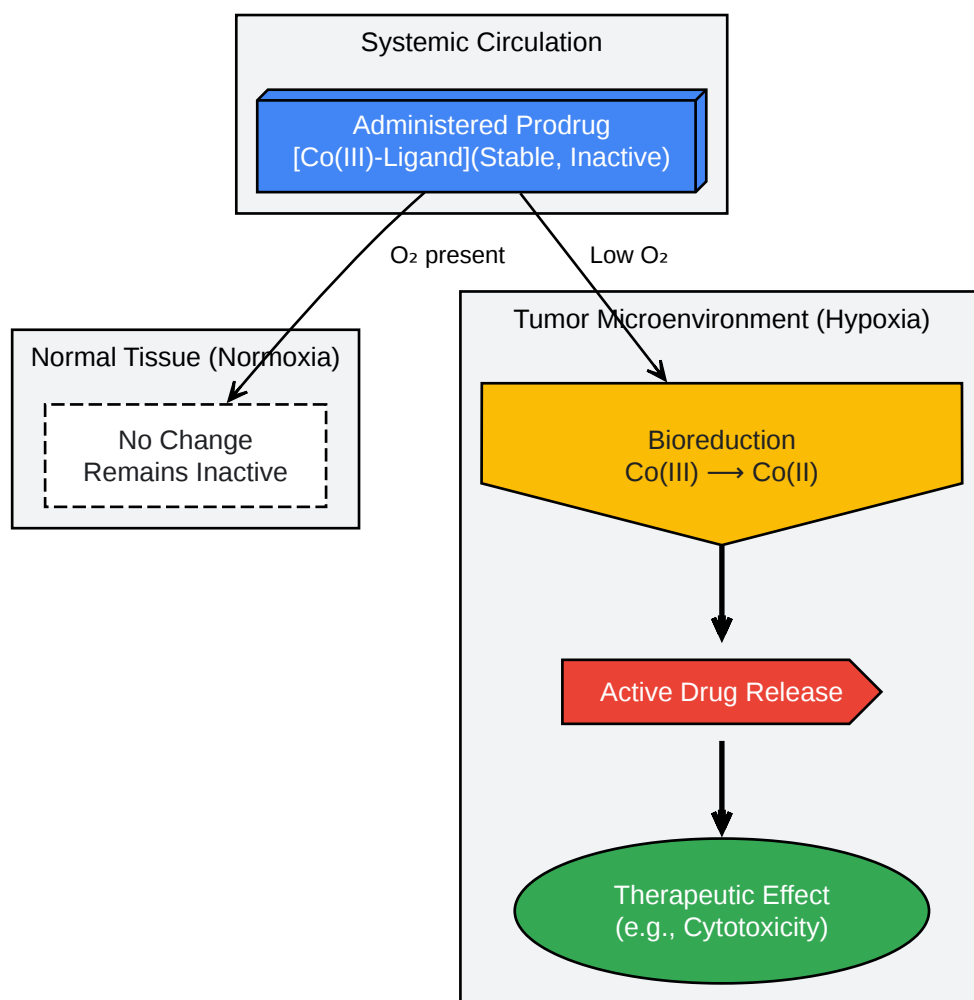 Systemic Circulation
Administered Prodrug
[Co(III)-Ligand](Stable, Inactive)
O₂ present
Low O₂
Normal Tissue (Normoxia)
No Change
Remains Inactive
Tumor Microenvironment (Hypoxia)
Bioreduction
Co(III) ⟶ Co(II)
Active Drug Release
Therapeutic Effect
(e.g., Cytotoxicity)